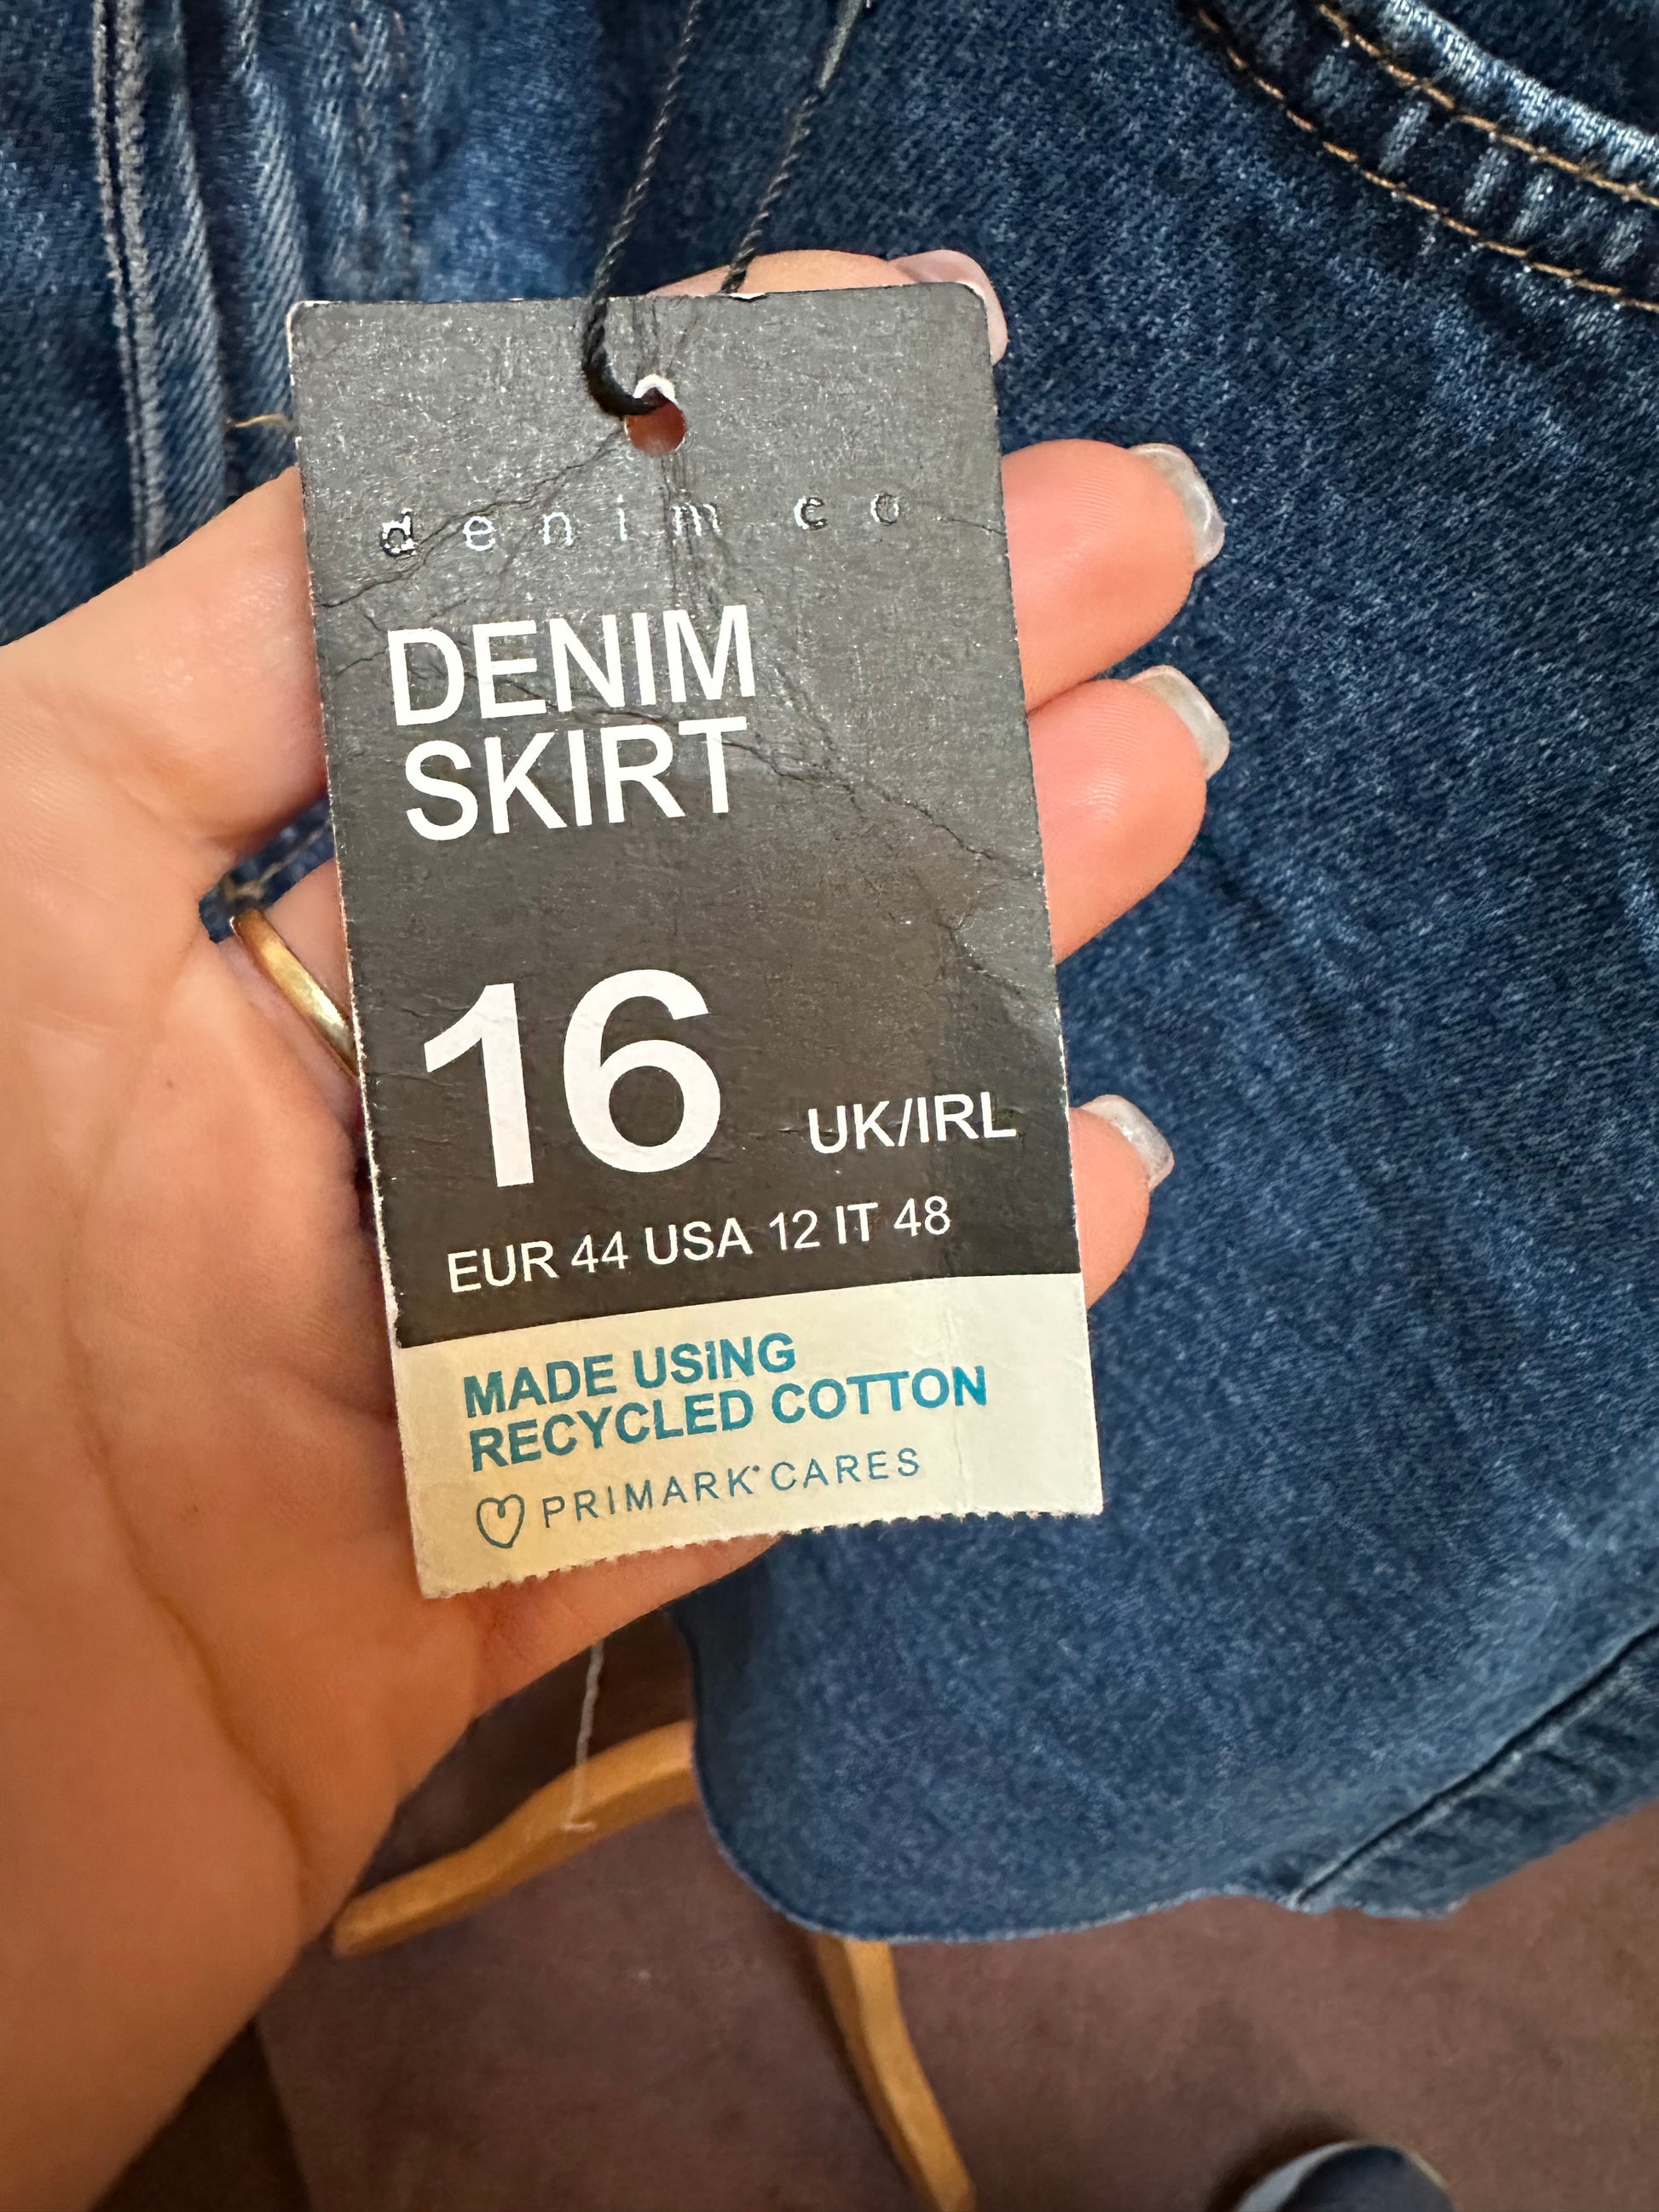 denim co
DENIM
SKIRT
16 UK/IRL
EUR 44 USA 12 IT 48
MADE USING
RECYCLED COTTON
PRIMARK® CARES